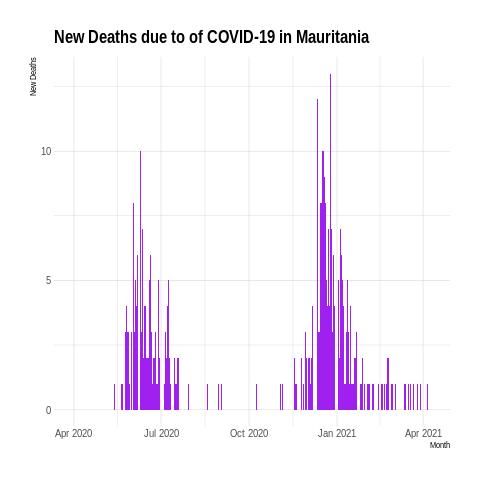 New Deaths due to of COVID-19 in Mauritania
New Deaths
10
5
0
Apr 2020 Jul 2020 Oct 2020 Jan 2021 Apr 2021
Month